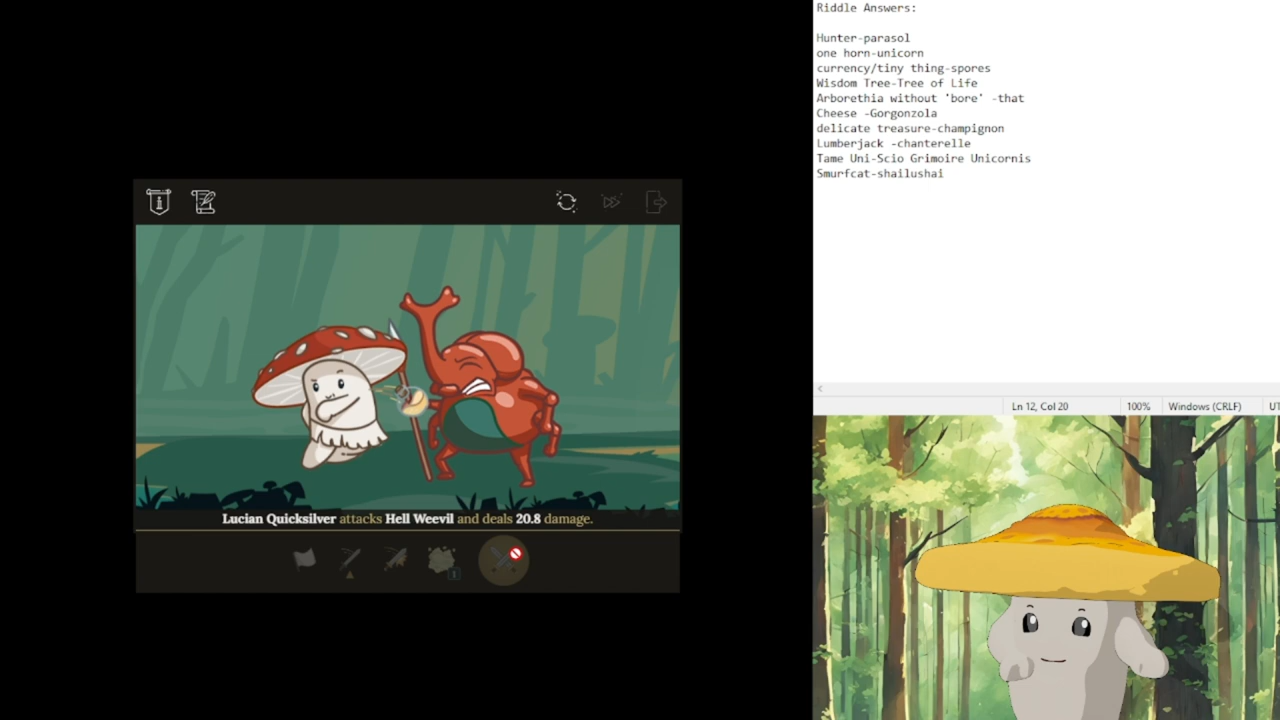 Riddle Answers:
Hunter-parasol
one horn-unicorn
currency/tiny thing-spores
Wisdom Tree-Tree of Life
Arborethia without 'bore' -that
Cheese -Gorgonzola
delicate treasure-champignon
Lumberjack -chanterelle
Tame Uni-Scio Grimoire Unicornis
Smurfcat-shailushai
Lucian Quicksilver attacks Hell Weevil and deals 20.8 damage.
Ln 12, Col 20 100% Windows (CRLF) UT